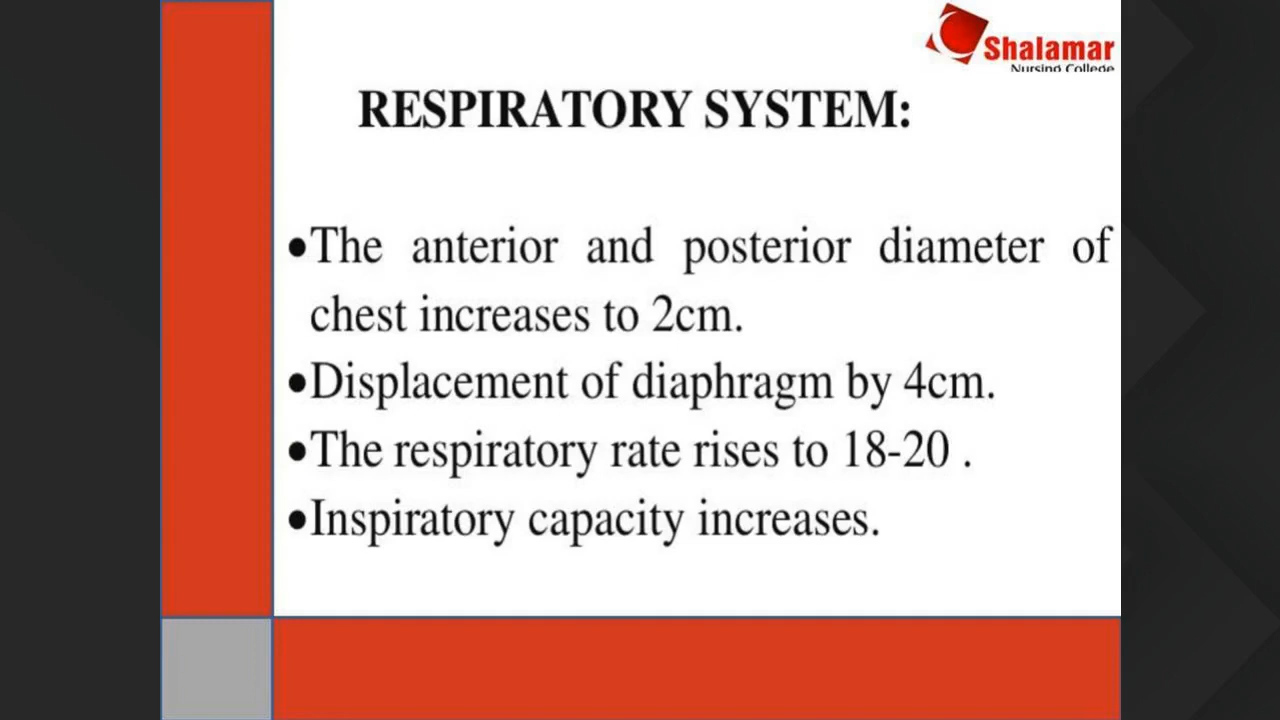 Shalamar
Nursing College
RESPIRATORY SYSTEM:
•The anterior and posterior diameter of
chest increases to 2cm.
•Displacement of diaphragm by 4cm.
•The respiratory rate rises to 18-20 .
•Inspiratory capacity increases.